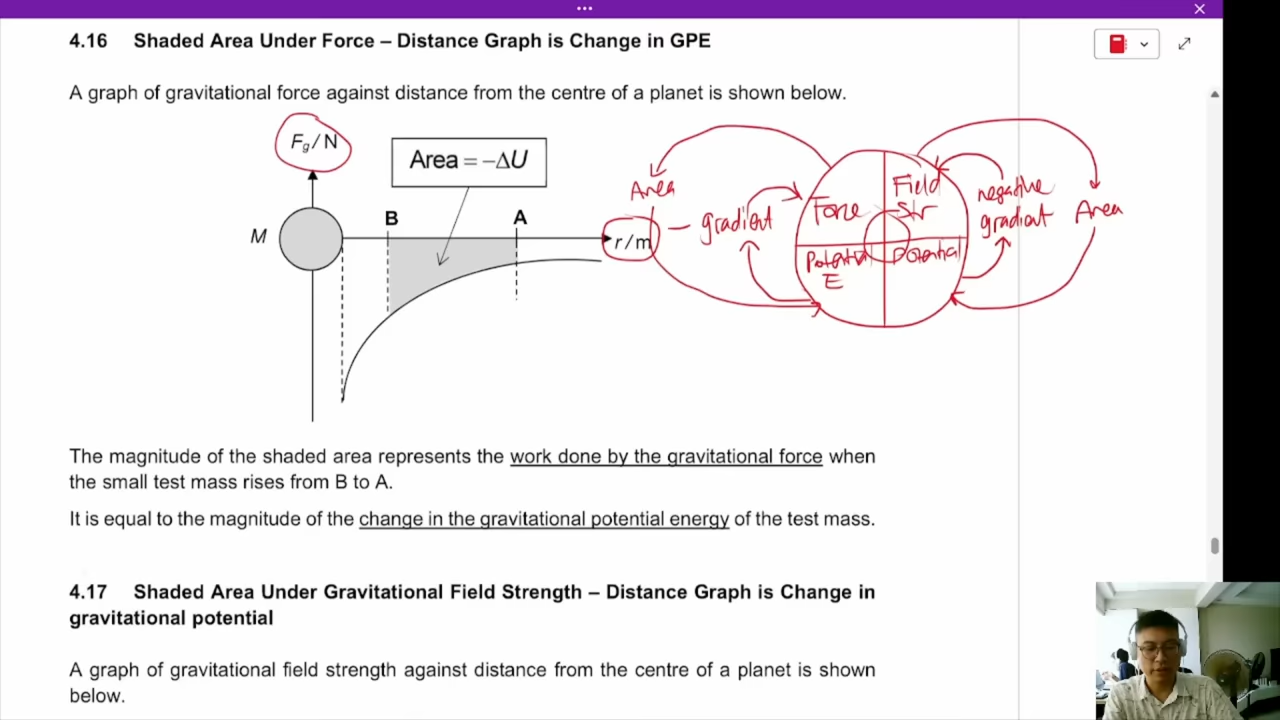 4.16 Shaded Area Under Force – Distance Graph is Change in GPE
A graph of gravitational force against distance from the centre of a planet is shown below.
F_g / N
Area = −ΔU
B
A
M
r / m
Area
− gradient
Force
Field
Str
Potential
E
Potential
negative
gradient
Area
The magnitude of the shaded area represents the work done by the gravitational force when
the small test mass rises from B to A.
It is equal to the magnitude of the change in the gravitational potential energy of the test mass.
4.17 Shaded Area Under Gravitational Field Strength – Distance Graph is Change in
gravitational potential
A graph of gravitational field strength against distance from the centre of a planet is shown
below.